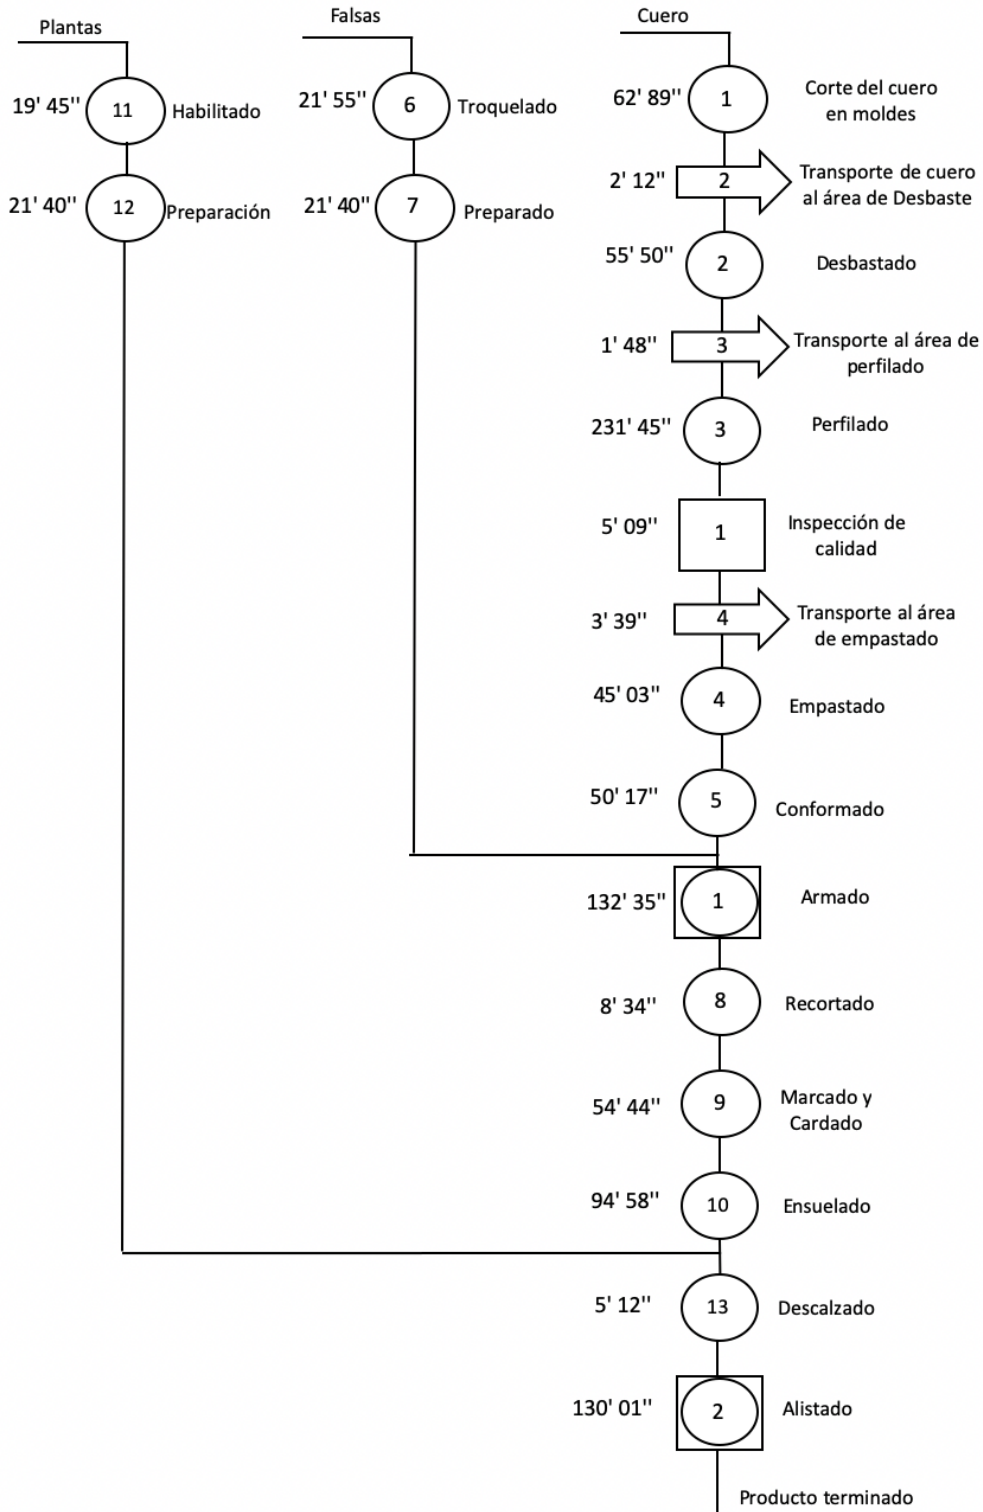 Plantas
19' 45''
11
Habilitado
21' 40''
12
Preparación
Falsas
21' 55''
6
Troquelado
21' 40''
7
Preparado
Cuero
62' 89''
1
Corte del cuero
en moldes
2' 12''
2
Transporte de cuero
al área de Desbaste
55' 50''
2
Desbastado
1' 48''
3
Transporte al área de
perfilado
231' 45''
3
Perfilado
5' 09''
1
Inspección de
calidad
3' 39''
4
Transporte al área
de empastado
45' 03''
4
Empastado
50' 17''
5
Conformado
132' 35''
1
Armado
8' 34''
8
Recortado
54' 44''
9
Marcado y
Cardado
94' 58''
10
Ensuelado
5' 12''
13
Descalzado
130' 01''
2
Alistado
Producto terminado